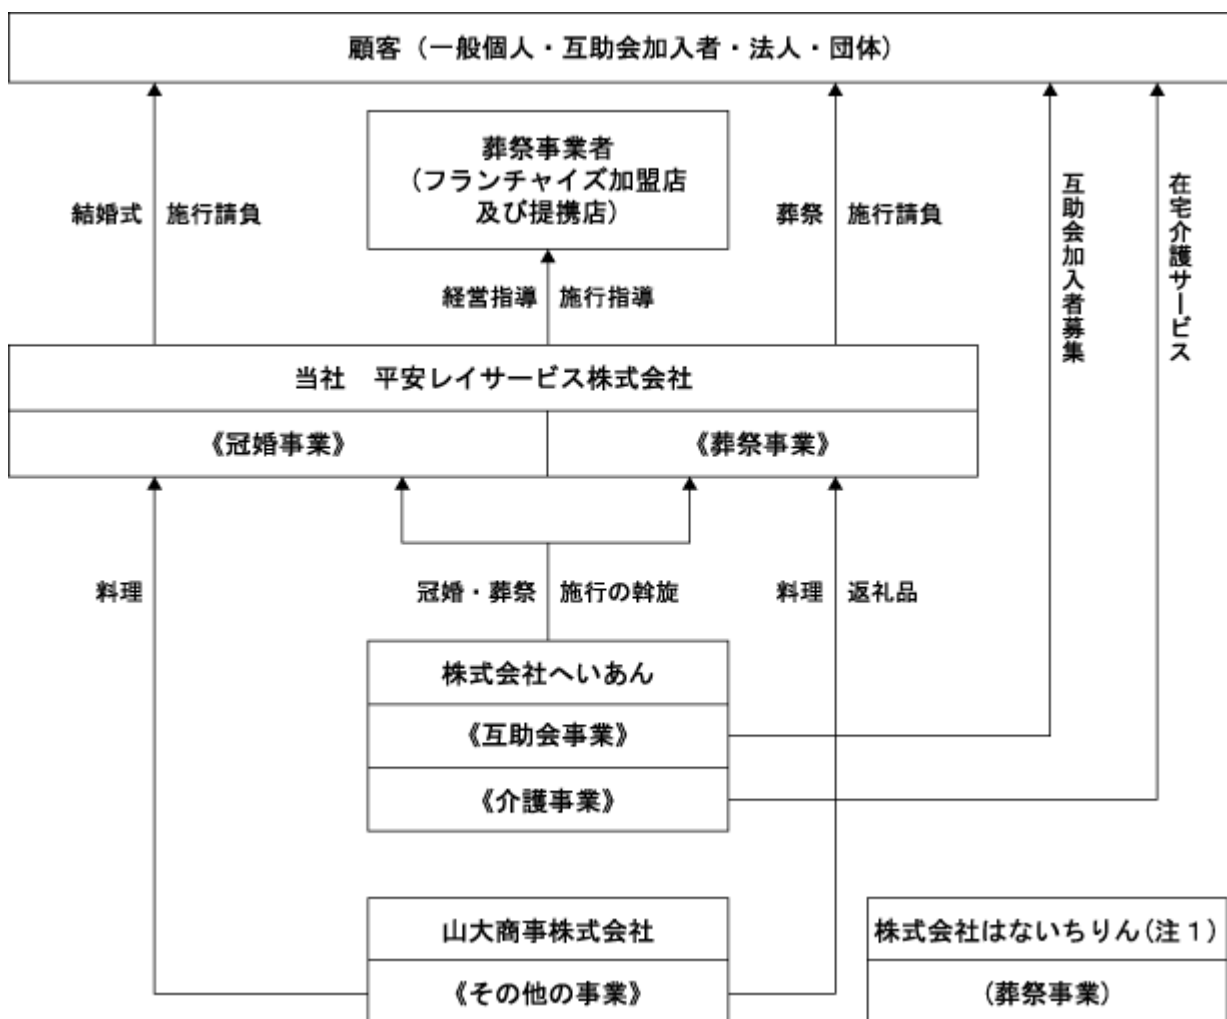 顧客（一般個人・互助会加入者・法人・団体）
葬祭事業者
（フランチャイズ加盟店
及び提携店）
結婚式 施行請負
葬祭 施行請負
互助会加入者募集
在宅介護サービス
経営指導 施行指導
当社　平安レイサービス株式会社
《冠婚事業》
《葬祭事業》
料理
冠婚・葬祭 施行の斡旋
料理 返礼品
株式会社へいあん
《互助会事業》
《介護事業》
山大商事株式会社
《その他の事業》
株式会社はないちりん(注１)
(葬祭事業)